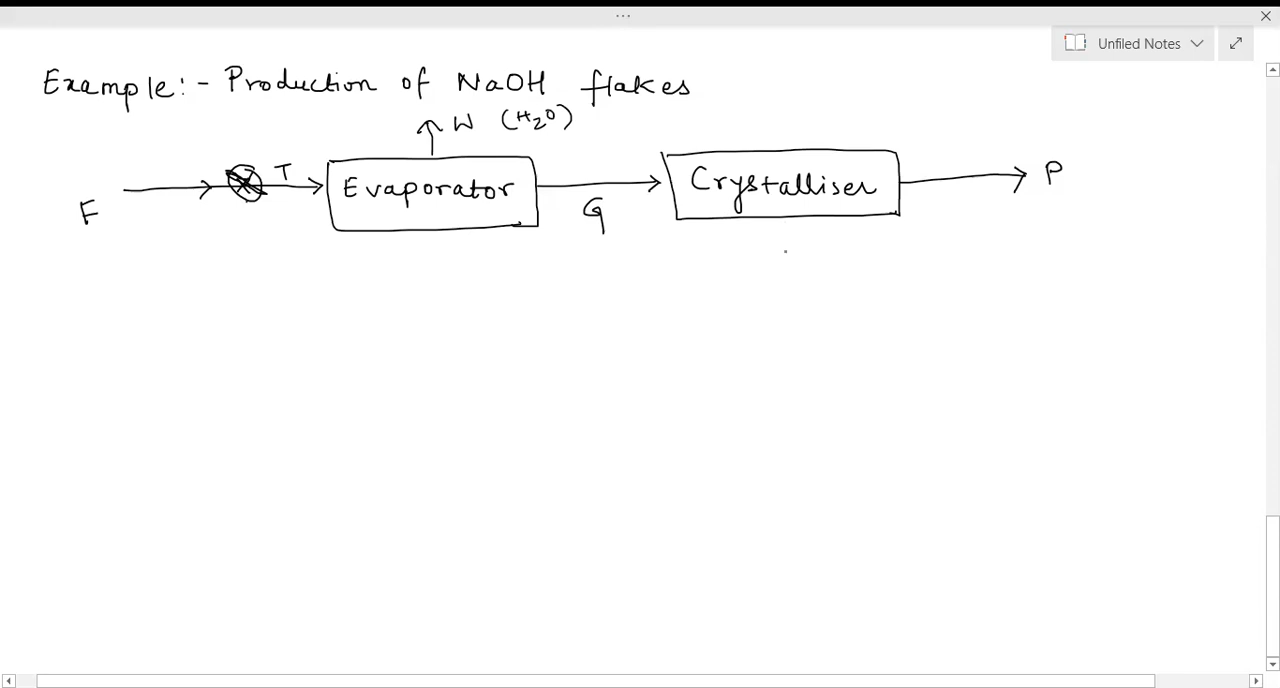 Unfiled Notes
Example:- Production of NaOH flakes
W (H₂O)
T
Evaporator
Crystalliser
P
F
G